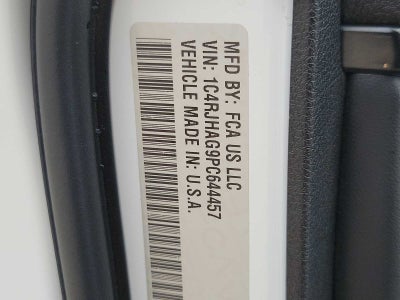 MFD BY: FCA US LLC
VIN: 1C4RJHAG9PC644457
VEHICLE MADE IN: U.S.A.